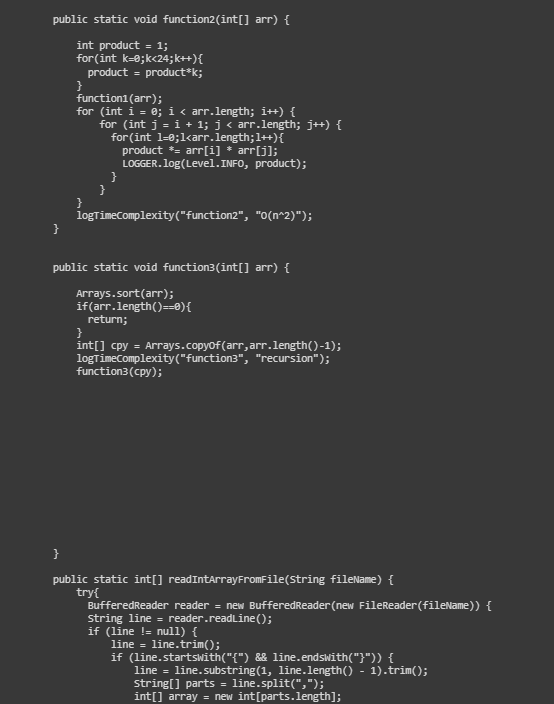 public static void function2(int[] arr) {
int product = 1;
for(int k=0;k<24;k++){
product = product*k;
}
function1(arr);
for (int i = 0; i < arr.length; i++) {
for (int j = i + 1; j < arr.length; j++) {
for(int l=0;l<arr.length;l++){
product *= arr[i] * arr[j];
LOGGER.log(Level.INFO, product);
}
}
}
logTimeComplexity("function2", "O(n^2)");
}
public static void function3(int[] arr) {
Arrays.sort(arr);
if(arr.length()==0){
return;
}
int[] cpy = Arrays.copyOf(arr,arr.length()-1);
logTimeComplexity("function3", "recursion");
function3(cpy);
}
public static int[] readIntArrayFromFile(String fileName) {
try{
BufferedReader reader = new BufferedReader(new FileReader(fileName)) {
String line = reader.readLine();
if (line != null) {
line = line.trim();
if (line.startsWith("{") && line.endsWith("}")) {
line = line.substring(1, line.length() - 1).trim();
String[] parts = line.split(",");
int[] array = new int[parts.length];